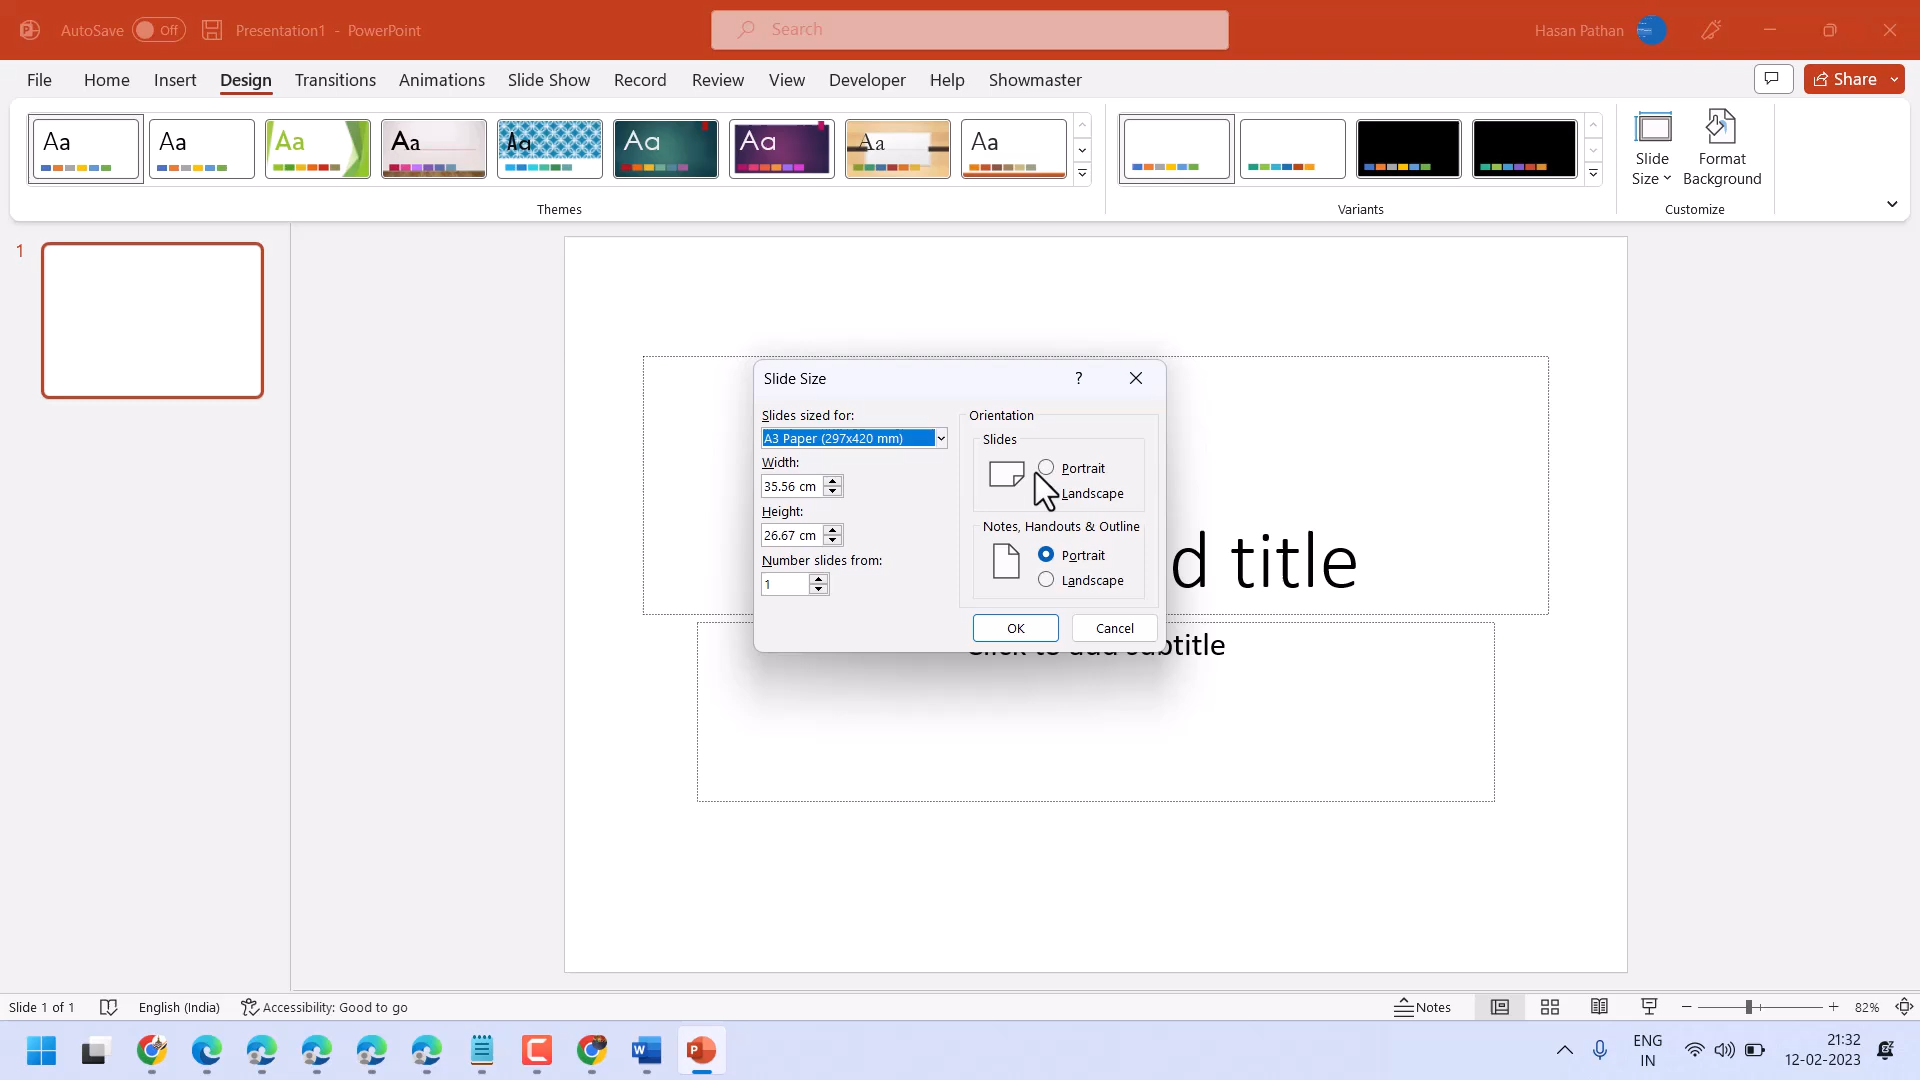 AutoSave Off Presentation1 - PowerPoint Search Hasan Pathan
File Home Insert Design Transitions Animations Slide Show Record Review View Developer Help Showmaster Share
Aa Aa Aa Aa Aa Aa Aa Aa Aa
Slide Size
Format Background
Themes Variants Customize
1
Slide Size ?
Slides sized for:
A3 Paper (297x420 mm)
Width:
35.56 cm
Height:
26.67 cm
Number slides from:
1
Orientation
Slides
Portrait
Landscape
Notes, Handouts & Outline
Portrait
Landscape
OK Cancel
d title
Click to add subtitle
Slide 1 of 1 English (India) Accessibility: Good to go Notes 82%
ENG
IN
21:32
12-02-2023